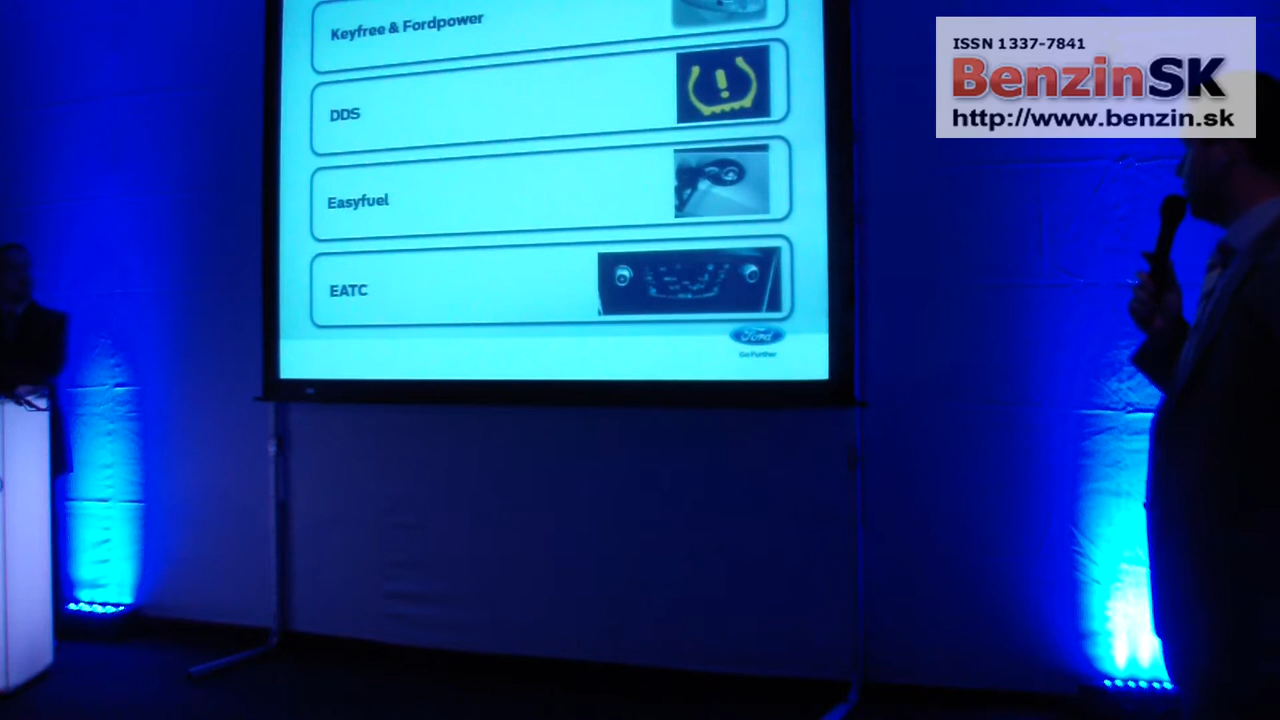 ISSN 1337-7841
BenzinSK
http://www.benzin.sk
Keyfree & Fordpower
DDS
Easyfuel
EATC
Ford
Go Further